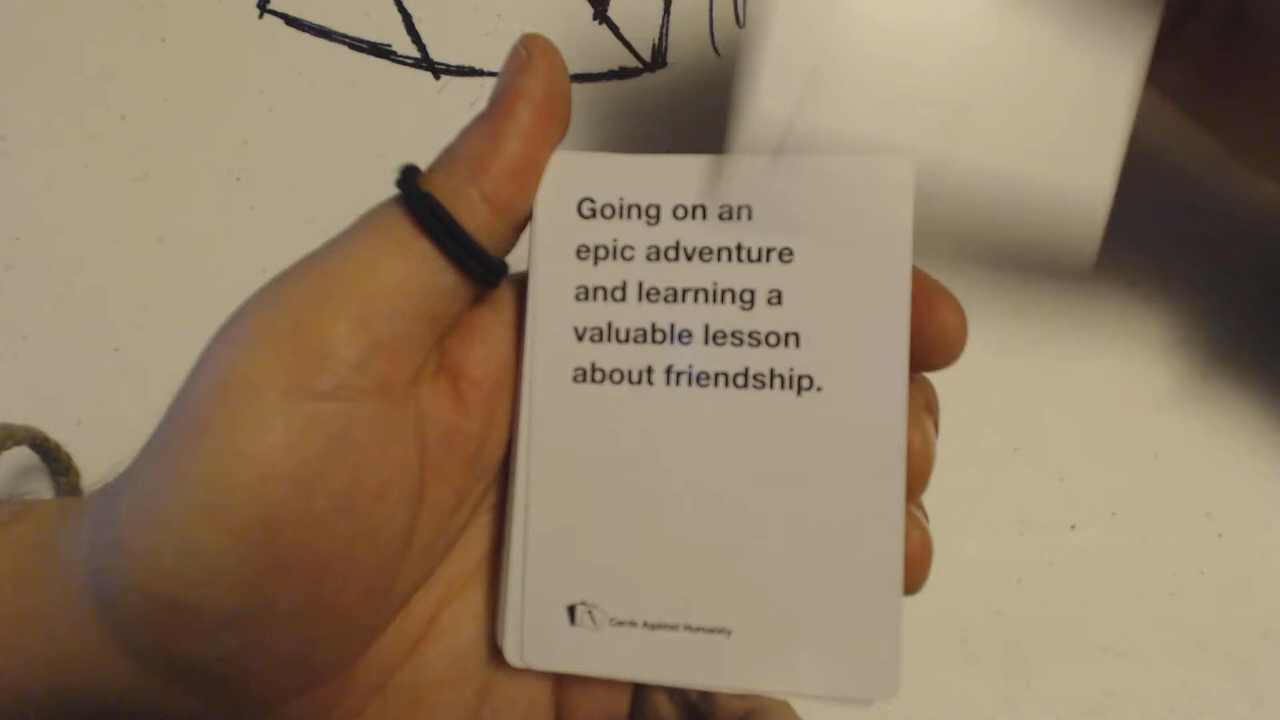 Going on an
epic adventure
and learning a
valuable lesson
about friendship.
Cards Against Humanity